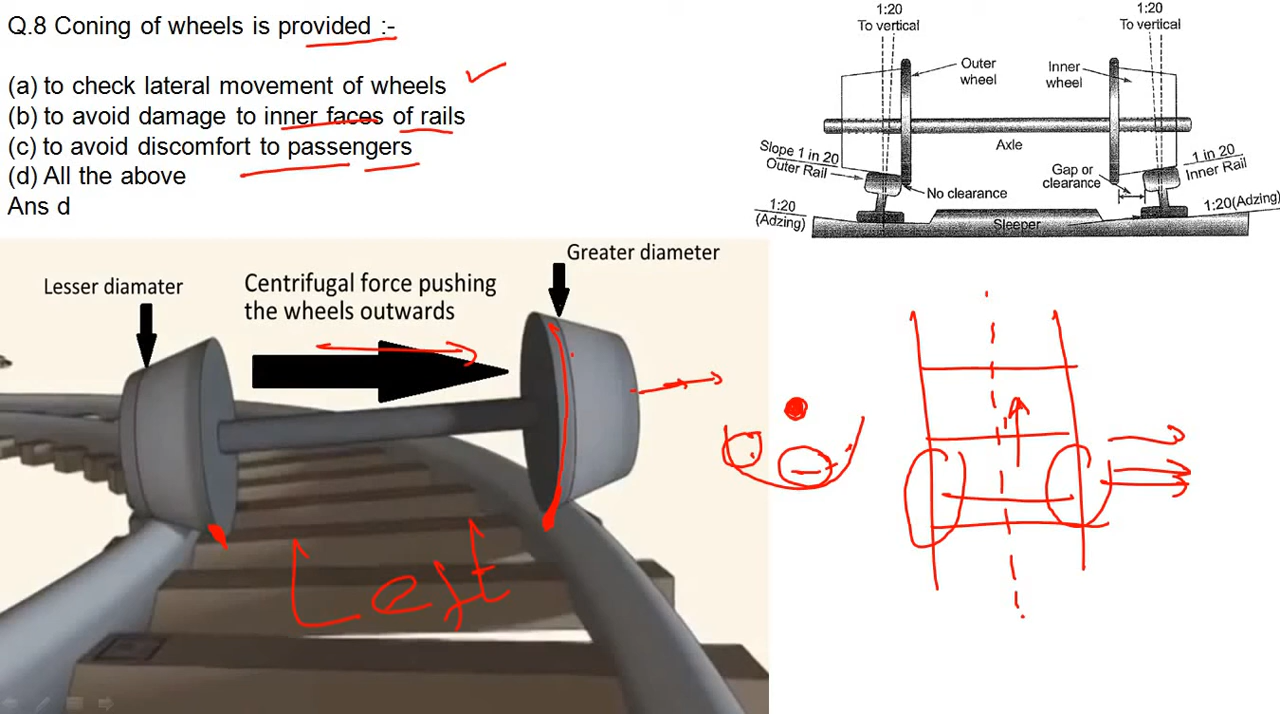 Q.8 Coning of wheels is provided :-
(a) to check lateral movement of wheels
(b) to avoid damage to inner faces of rails
(c) to avoid discomfort to passengers
(d) All the above
Ans d
1:20
To vertical
1:20
To vertical
Outer
wheel
Inner
wheel
Axle
Slope 1 in 20
Outer Rail
No clearance
Gap or
clearance
1 in 20
Inner Rail
1:20
(Adzing)
Sleeper
1:20(Adzing)
Lesser diamater
Centrifugal force pushing
the wheels outwards
Greater diameter
Left